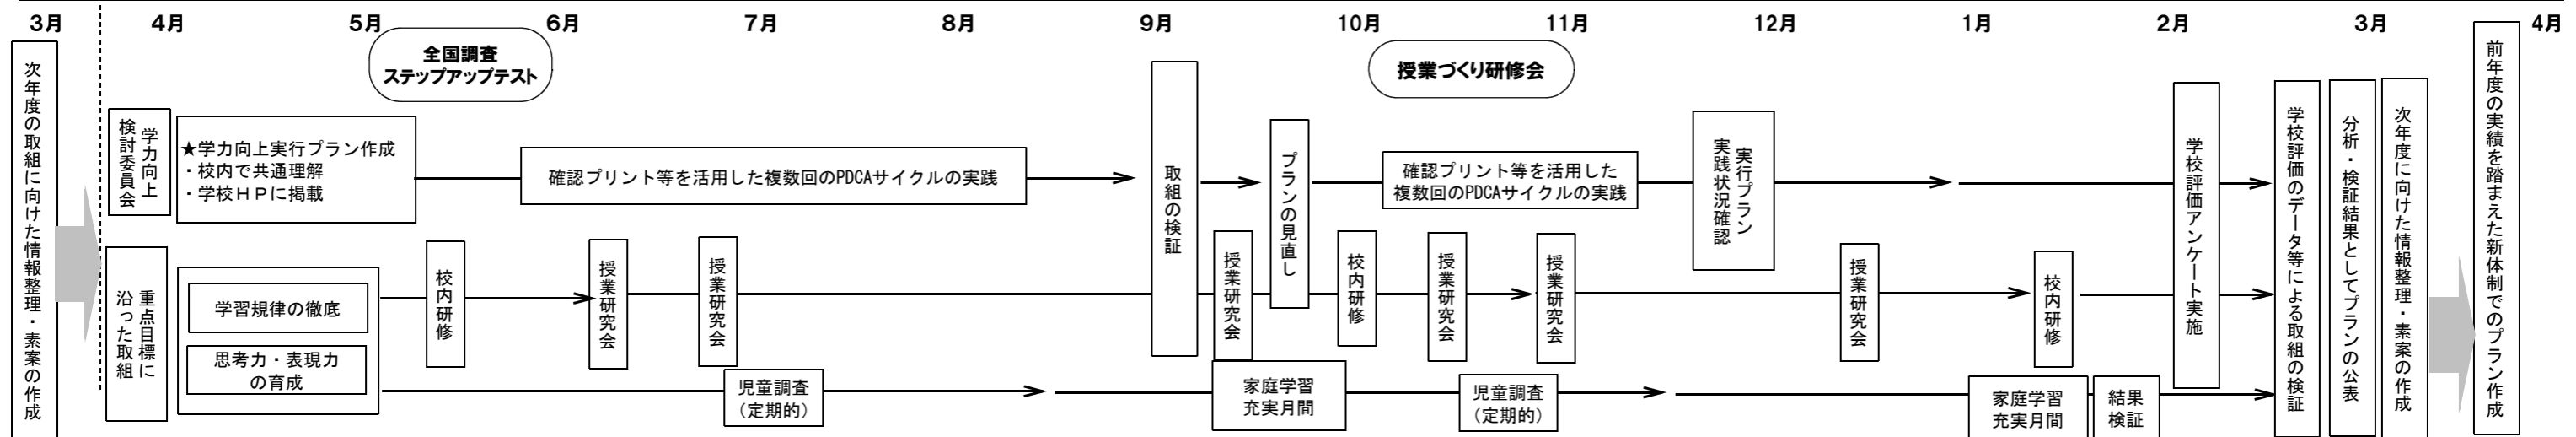 3月
4月
5月
6月
7月
8月
9月
10月
11月
12月
1月
2月
3月
4月
全国調査
ステップアップテスト
授業づくり研修会
次年度の取組に向けた情報整理・素案の作成
学力向上
検討委員会
★学力向上実行プラン作成
・校内で共通理解
・学校ＨＰに掲載
確認プリント等を活用した複数回のPDCAサイクルの実践
取組の検証
プランの見直し
確認プリント等を活用した
複数回のPDCAサイクルの実践
実行プラン
実践状況確認
学校評価アンケート実施
学校評価のデータ等による取組の検証
分析・検証結果としてプランの公表
次年度に向けた情報整理・素案の作成
前年度の実績を踏まえた新体制でのプラン作成
重点目標に
沿った取組
学習規律の徹底
思考力・表現力
の育成
校内研修
授業研究会
授業研究会
授業研究会
校内研修
授業研究会
授業研究会
授業研究会
校内研修
児童調査
（定期的）
家庭学習
充実月間
児童調査
（定期的）
家庭学習
充実月間
結果
検証